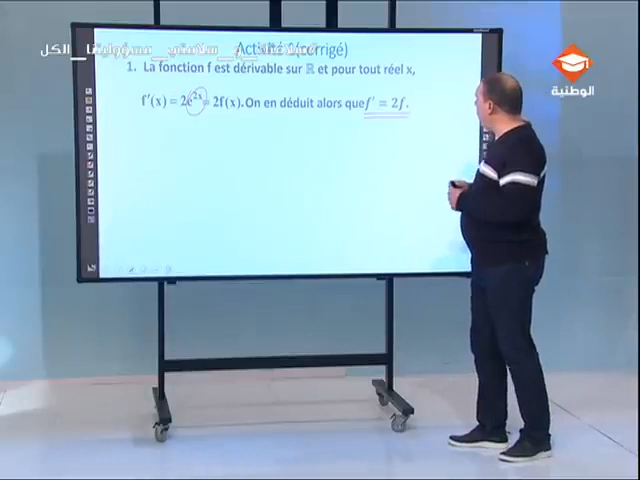 Activité 1(corrigé)
1. La fonction f est dérivable sur ℝ et pour tout réel x,
f'(x) = 2e^{2x} = 2f(x). On en déduit alors que f' = 2f.
الوطنية